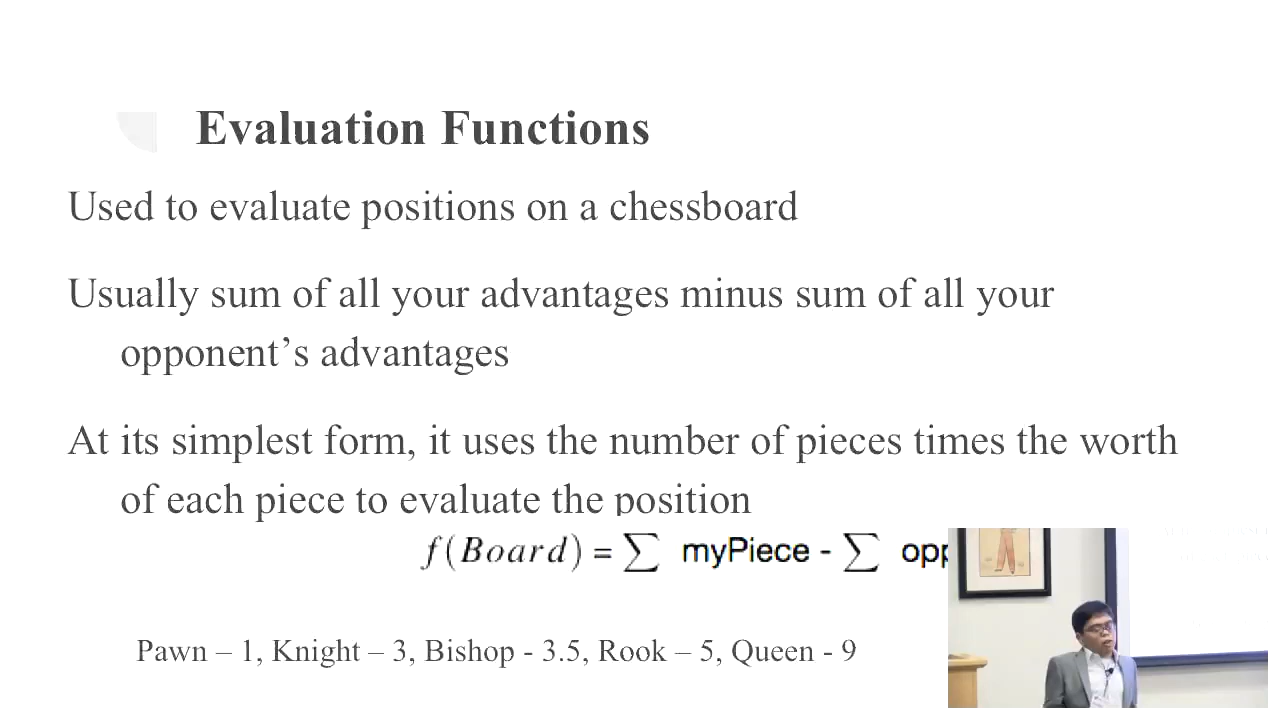 Evaluation Functions
Used to evaluate positions on a chessboard
Usually sum of all your advantages minus sum of all your
opponent’s advantages
At its simplest form, it uses the number of pieces times the worth
of each piece to evaluate the position
f(Board) = ∑ myPiece - ∑
Pawn – 1, Knight – 3, Bishop - 3.5, Rook – 5, Queen - 9